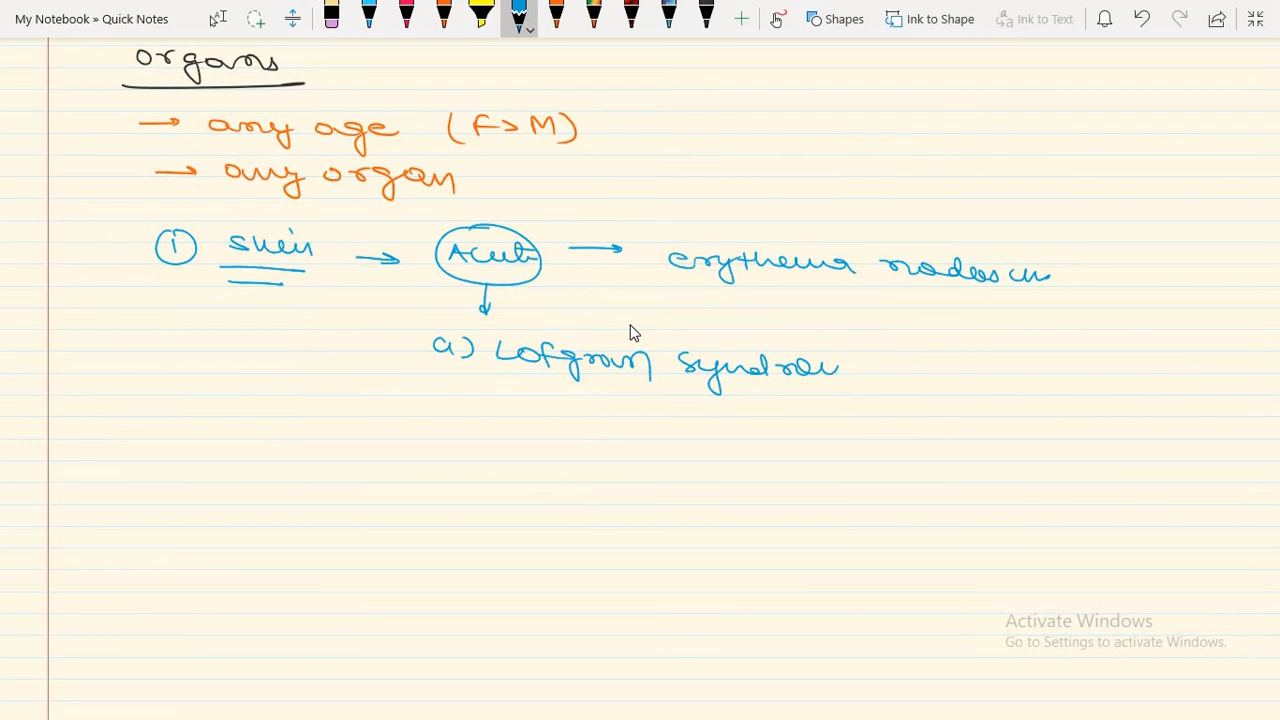 My Notebook » Quick Notes
Shapes
Ink to Shape
Ink to Text
organs
→ any age (F>M)
→ any organ
① skin → Acute → erythema nodosum
a) Lofgren syndrome
Activate Windows
Go to Settings to activate Windows.